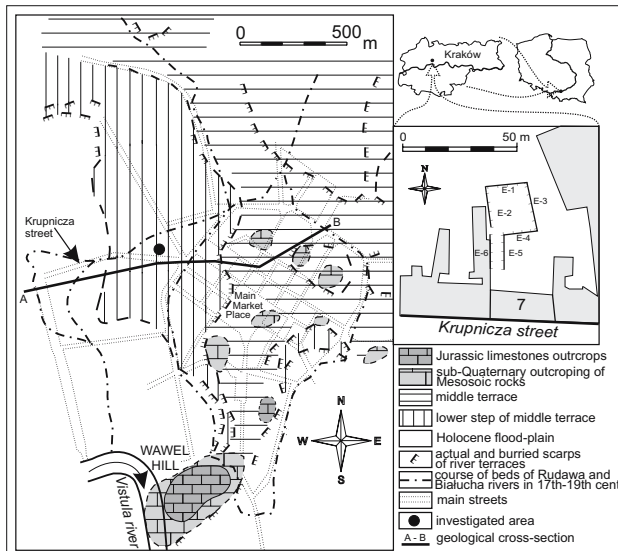 0 500
m
Kraków
0 50 m
N
E-1
E-3
E-2
E-4
E-6 E-5
7
Krupnicza street
Krupnicza
street
B
A
Main
Market
Place
N
W E
S
WAWEL
HILL
Vistula river
Jurassic limestones outcrops
sub-Quaternary outcroping of
Mesosoic rocks
middle terrace
lower step of middle terrace
Holocene flood-plain
actual and burried scarps
of river terraces
course of beds of Rudawa and
Białucha rivers in 17th-19th cent
main streets
investigated area
A - B geological cross-section